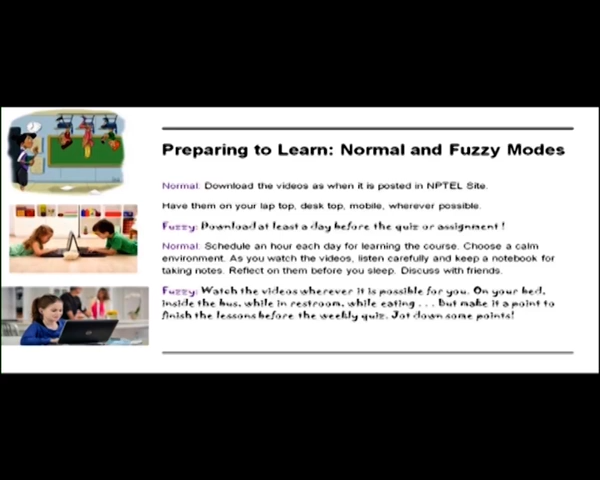 Preparing to Learn: Normal and Fuzzy Modes
Normal: Download the videos as when it is posted in NPTEL Site.
Have them on your lap top, desk top, mobile, wherever possible.
Fuzzy: Download at least a day before the quiz or assignment !
Normal: Schedule an hour each day for learning the course. Choose a calm
environment. As you watch the videos, listen carefully and keep a notebook for
taking notes. Reflect on them before you sleep. Discuss with friends.
Fuzzy: Watch the videos wherever it is possible for you. On your bed,
inside the bus, while in restroom, while eating . . . But make it a point to
finish the lessons before the weekly quiz. Jot down some points!